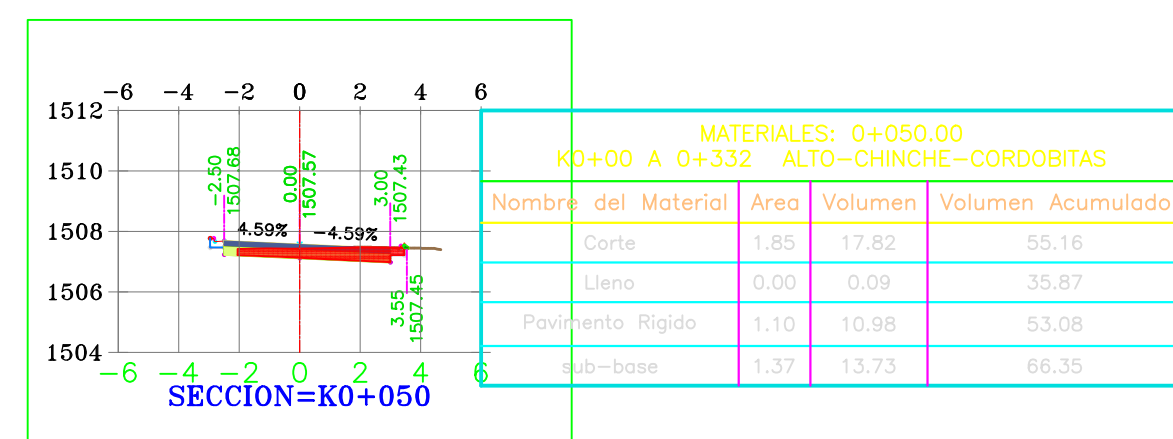 -6 -4 -2 0 2 4 6
1512
1510
1508
1506
1504
-2.50
1507.68
0.00
1507.57
3.00
1507.43
4.59% -4.59%
3.55
1507.45
-6 -4 -2 0 2 4 6
SECCION=K0+050
MATERIALES: 0+050.00
K0+00 A 0+332 ALTO-CHINCHE-CORDOBITAS
Nombre del Material Area Volumen Volumen Acumulado
Corte 1.85 17.82 55.16
Lleno 0.00 0.09 35.87
Pavimento Rigido 1.10 10.98 53.08
sub-base 1.37 13.73 66.35